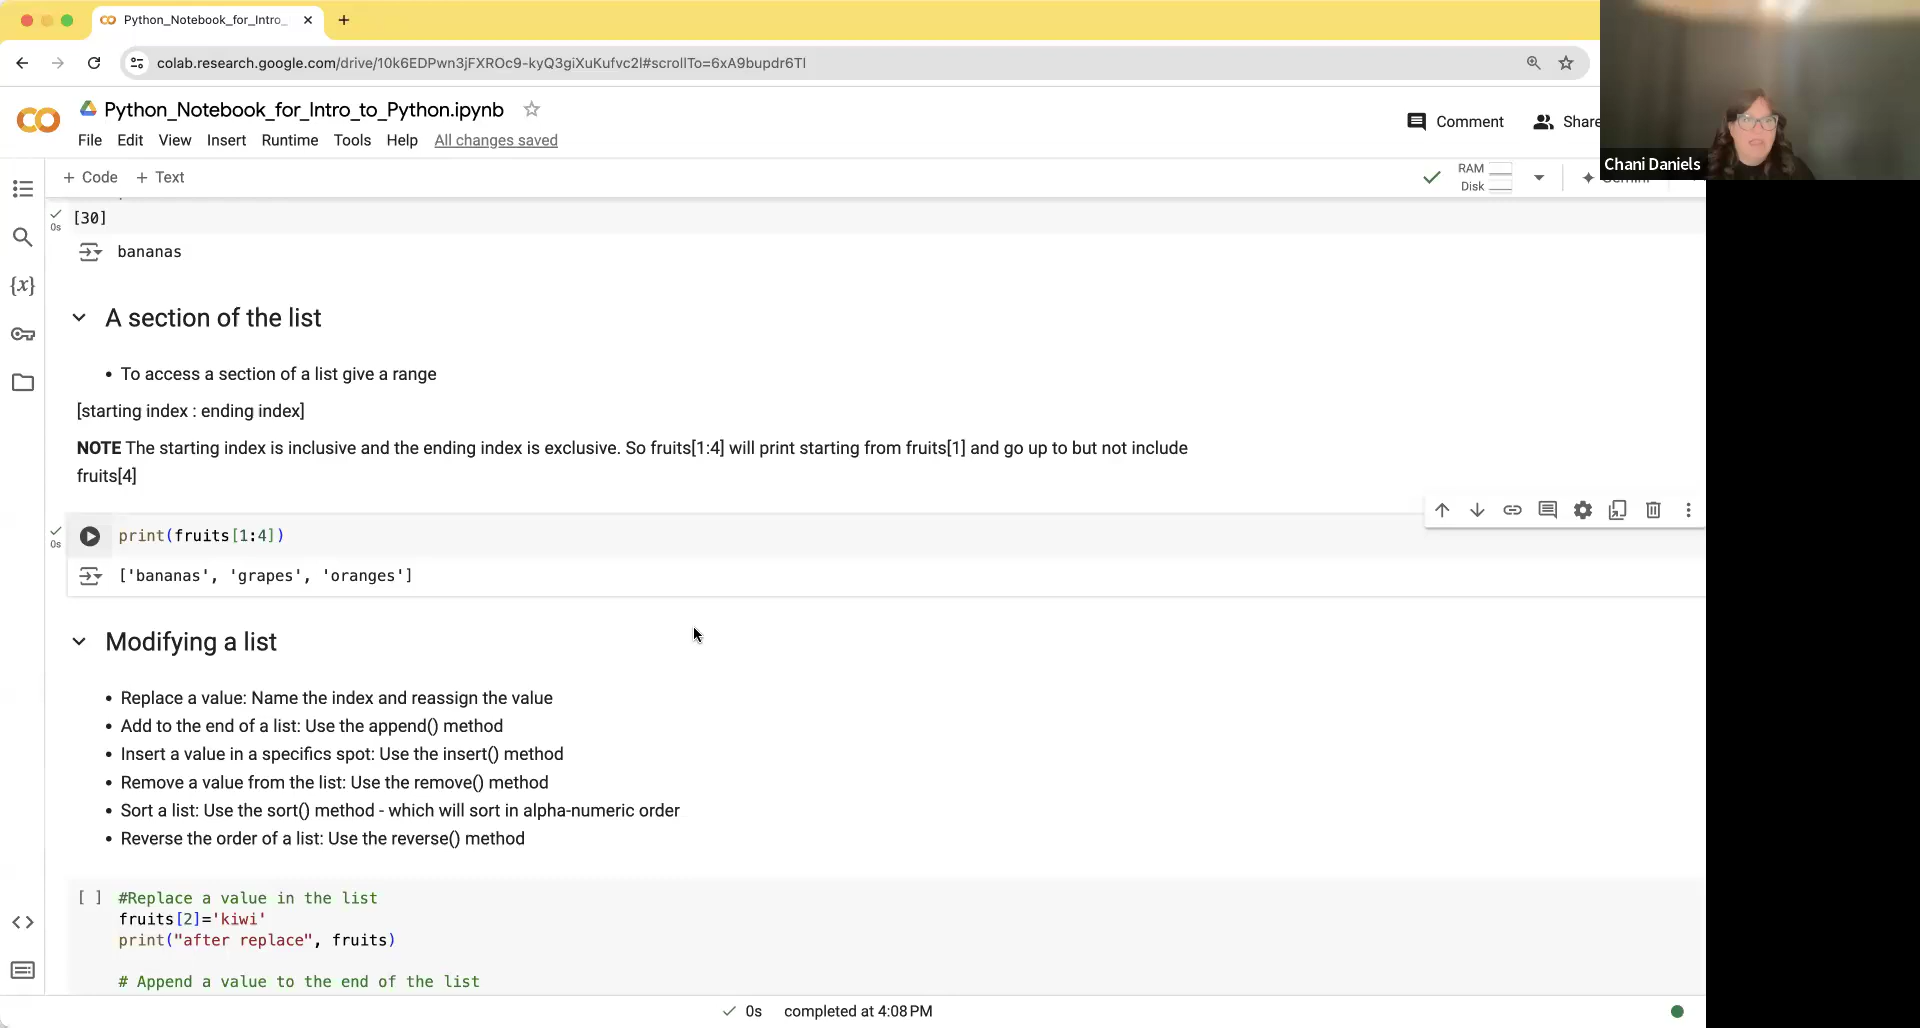 Python_Notebook_for_Intro_
colab.research.google.com/drive/10k6EDPwn3jFXROc9-kyQ3giXuKufvc2l#scrollTo=6xA9bupdr6Tl
Python_Notebook_for_Intro_to_Python.ipynb
Comment
Share
Chani Daniels
File Edit View Insert Runtime Tools Help All changes saved
+ Code + Text
RAM
Disk
[30]
0s
bananas
{x}
A section of the list
• To access a section of a list give a range
[starting index : ending index]
NOTE The starting index is inclusive and the ending index is exclusive. So fruits[1:4] will print starting from fruits[1] and go up to but not include
fruits[4]
print(fruits[1:4])
0s
['bananas', 'grapes', 'oranges']
Modifying a list
• Replace a value: Name the index and reassign the value
• Add to the end of a list: Use the append() method
• Insert a value in a specifics spot: Use the insert() method
• Remove a value from the list: Use the remove() method
• Sort a list: Use the sort() method - which will sort in alpha-numeric order
• Reverse the order of a list: Use the reverse() method
[ ] #Replace a value in the list
fruits[2]='kiwi'
print("after replace", fruits)
# Append a value to the end of the list
0s completed at 4:08 PM